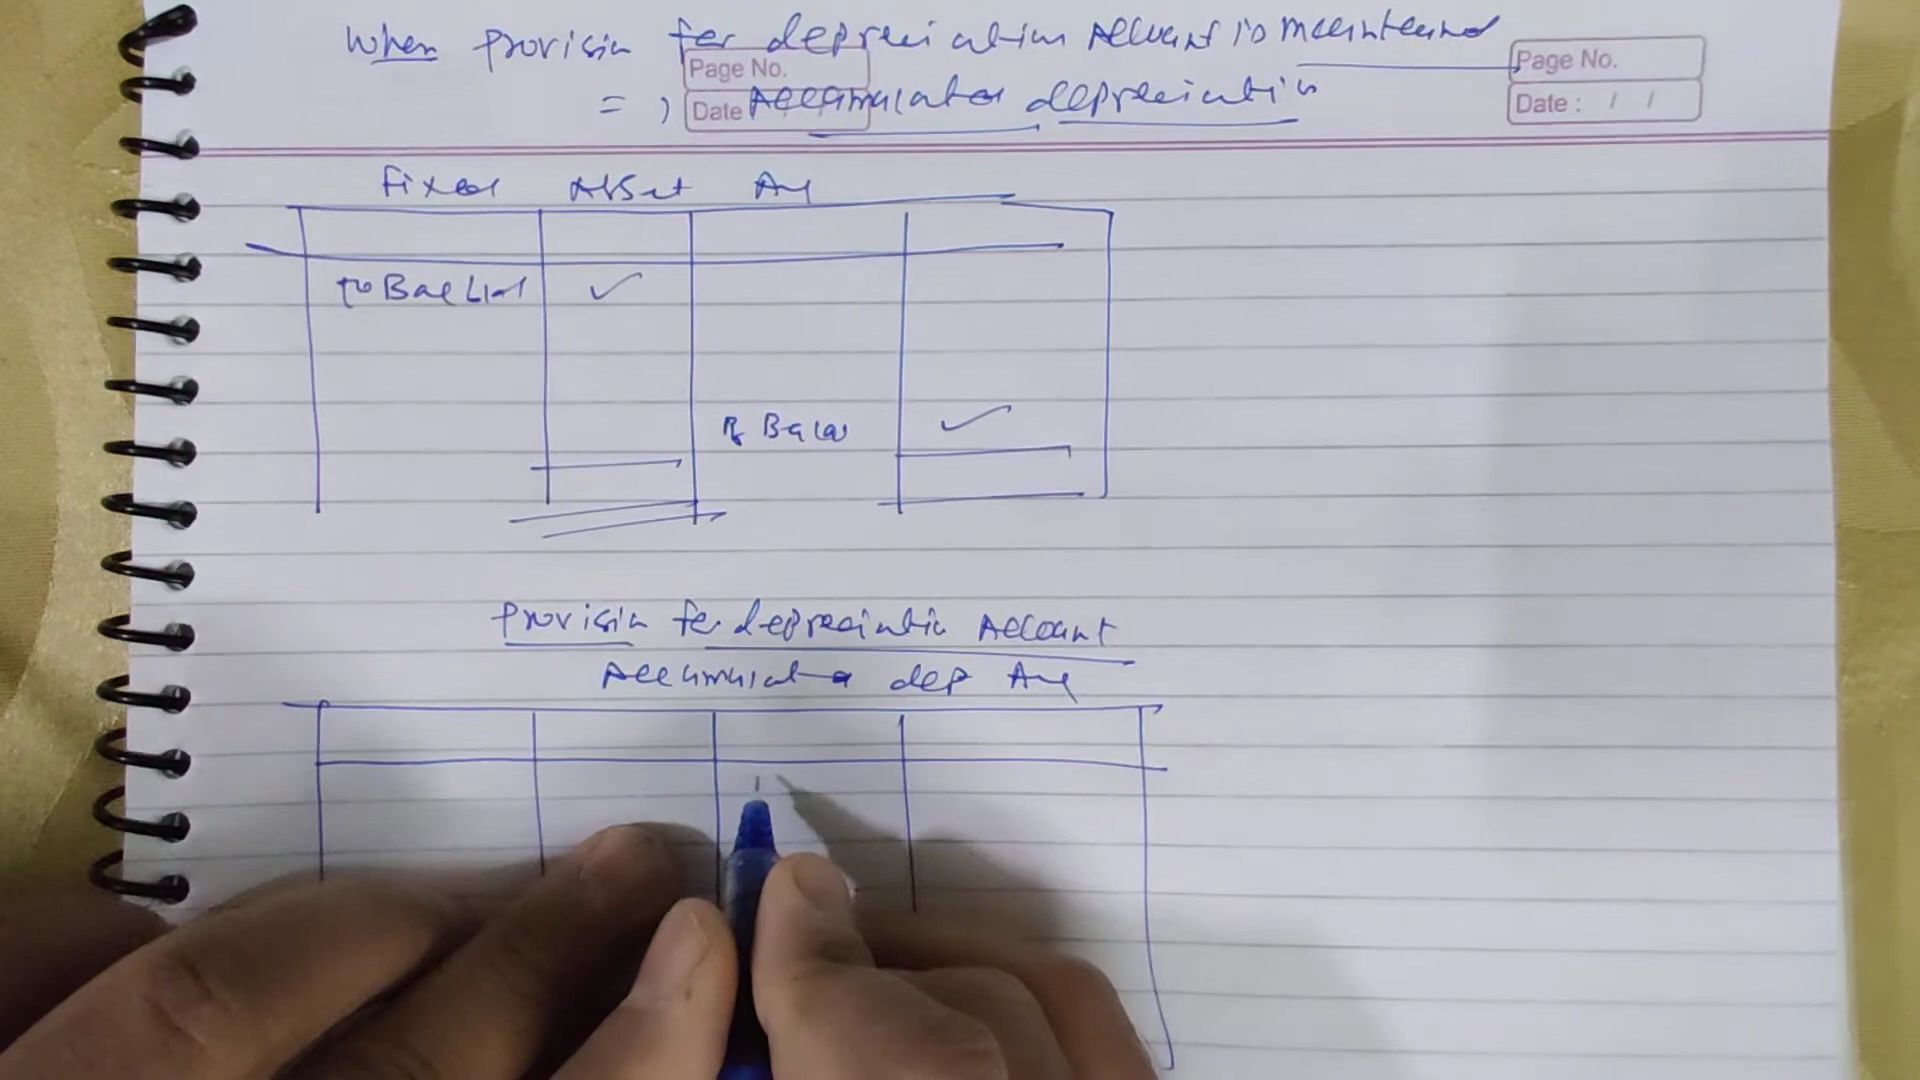 When provision for depreciation Account is maintained
Page No.
Page No.
= ) Accumulated depreciation
Date
Date : / /
Fixed Asset A/c
to Bal b/d ✓
By Bal c/d ✓
Provision for depreciation Account
Accumulated dep A/c